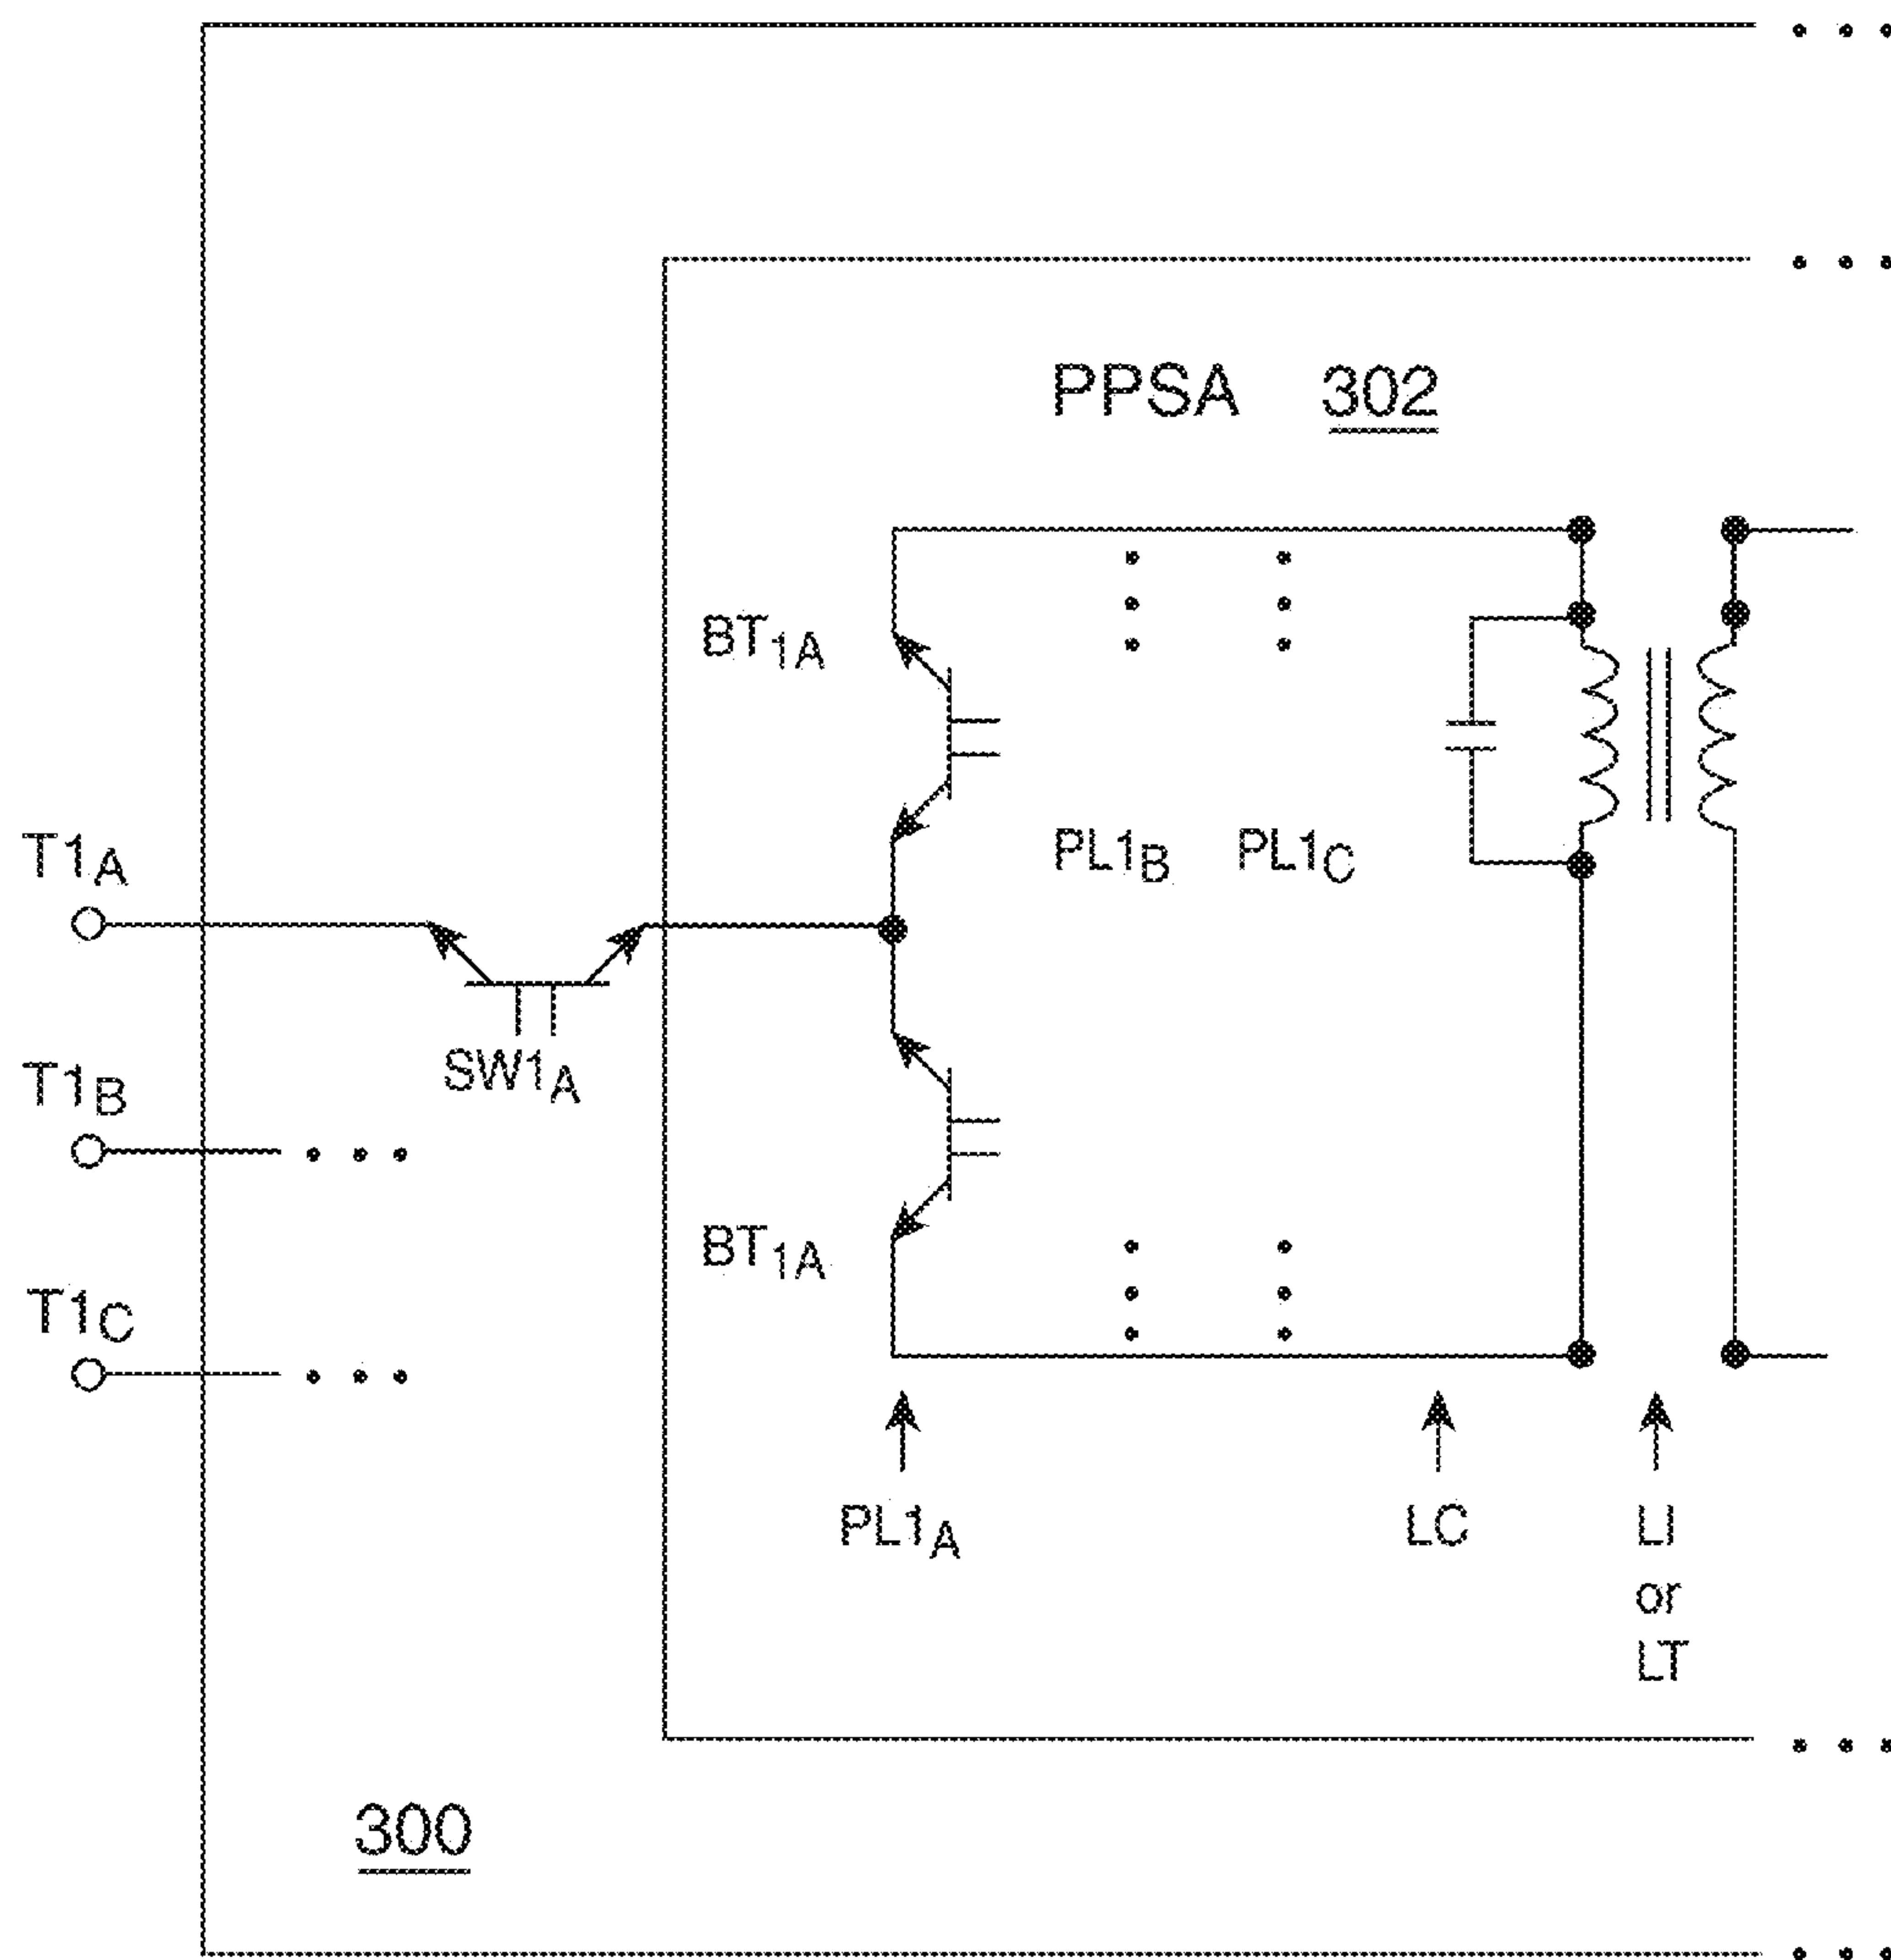 PPSA 302
BT1A
T1A
PL1B PL1C
SW1A
T1B
BT1A
T1C
PL1A
LC
LI
or
LT
300